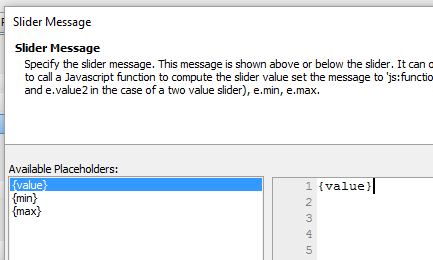 Slider Message
Slider Message
Specify the slider message. This message is shown above or below the slider. It can
to call a Javascript function to compute the slider value set the message to 'js:functio
and e.value2 in the case of a two value slider), e.min, e.max.
Available Placeholders:
{value}
{min}
{max}
1 {value}
2
3
4
5